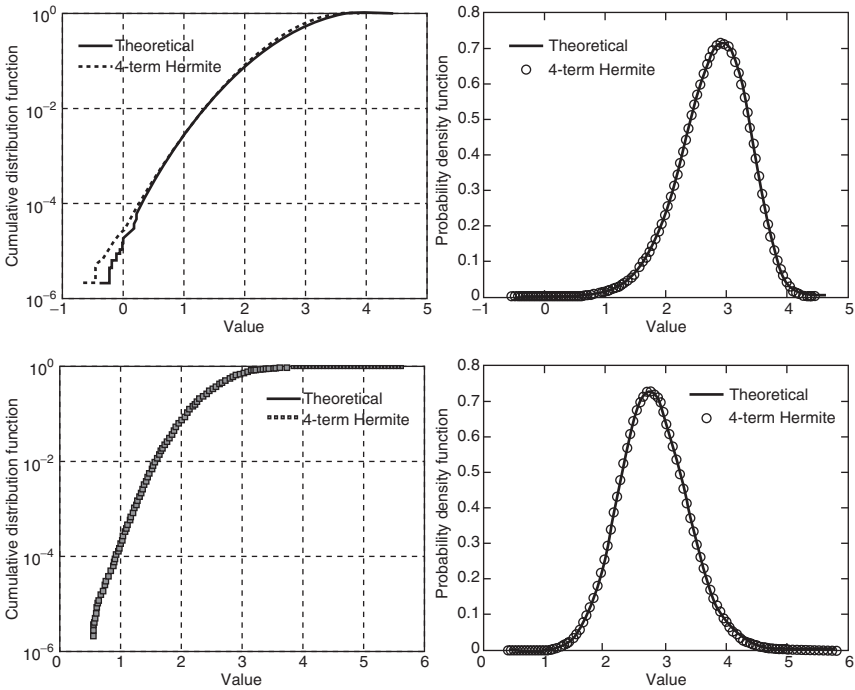 Cumulative distribution function
10⁰
10⁻²
10⁻⁴
10⁻⁶
Theoretical
4-term Hermite
−1 0 1 2 3 4 5
Value
Probability density function
0.8
0.7
0.6
0.5
0.4
0.3
0.2
0.1
0
Theoretical
4-term Hermite
−1 0 1 2 3 4 5
Value
Cumulative distribution function
10⁰
10⁻²
10⁻⁴
10⁻⁶
Theoretical
4-term Hermite
0 1 2 3 4 5 6
Value
Probability density function
0.8
0.7
0.6
0.5
0.4
0.3
0.2
0.1
0
Theoretical
4-term Hermite
0 1 2 3 4 5 6
Value